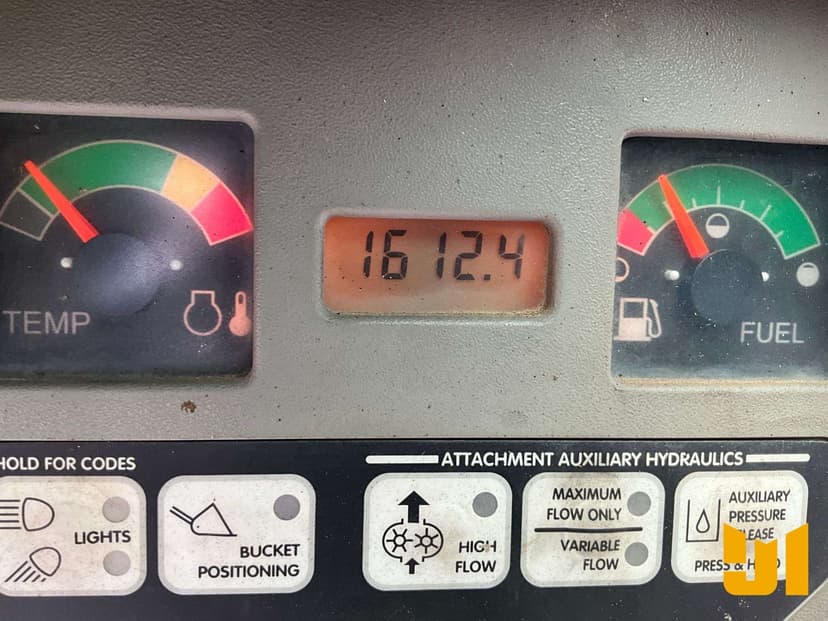 1612.4
TEMP
FUEL
HOLD FOR CODES
ATTACHMENT AUXILIARY HYDRAULICS
LIGHTS
BUCKET
POSITIONING
HIGH
FLOW
MAXIMUM
FLOW ONLY
VARIABLE
FLOW
AUXILIARY
PRESSURE
PRESS &